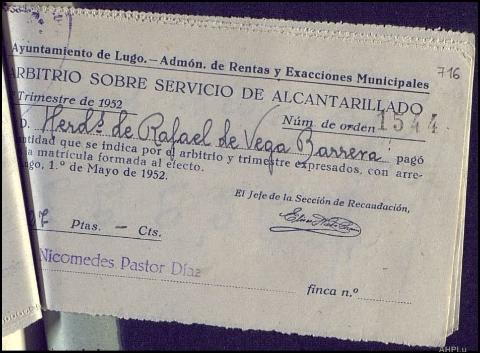 Ayuntamiento de Lugo.—Admón. de Rentas y Exacciones Municipales
716
ARBITRIO SOBRE SERVICIO DE ALCANTARILLADO
Trimestre de 1952
Núm. de orden 1544
D. Herds. de Rafael de Vega Barrera pagó
ntidad que se indica por el arbitrio y trimestre expresados, con arre-
a matrícula formada al efecto.
ugo, 1.º de Mayo de 1952.
El Jefe de la Sección de Recaudación,
Ptas. — Cts.
Nicomedes Pastor Díaz
finca n.º
AHPLu